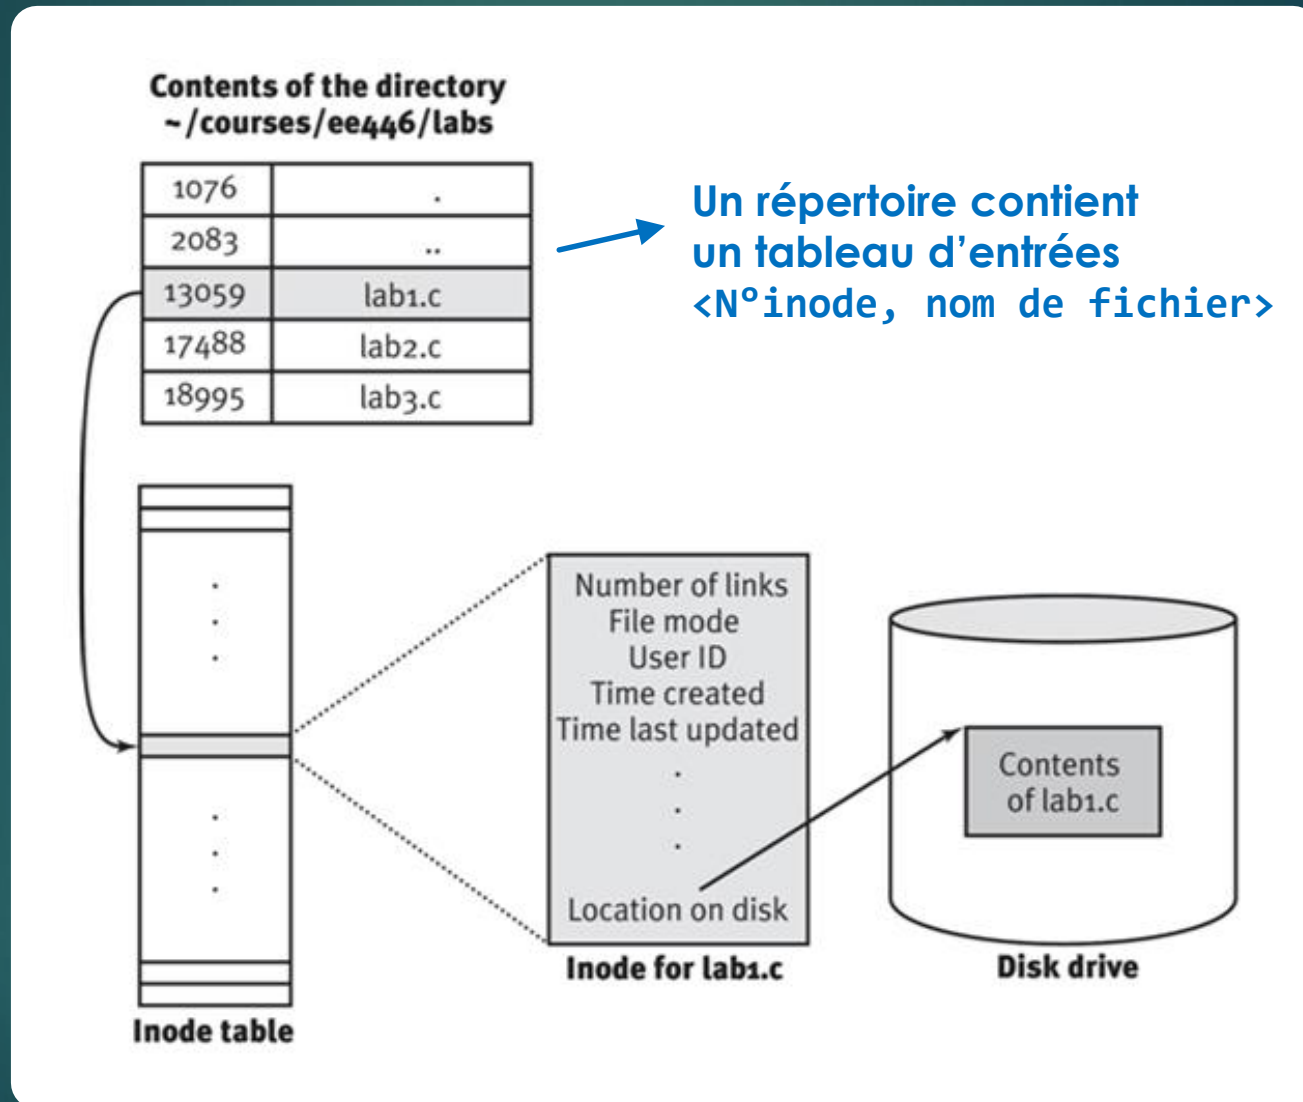 Contents of the directory
~/courses/ee446/labs
1076 .
2083 ..
13059 lab1.c
17488 lab2.c
18995 lab3.c
Un répertoire contient
un tableau d’entrées
<N°inode, nom de fichier>
Inode table
Number of links
File mode
User ID
Time created
Time last updated
.
.
.
Location on disk
Inode for lab1.c
Contents
of lab1.c
Disk drive